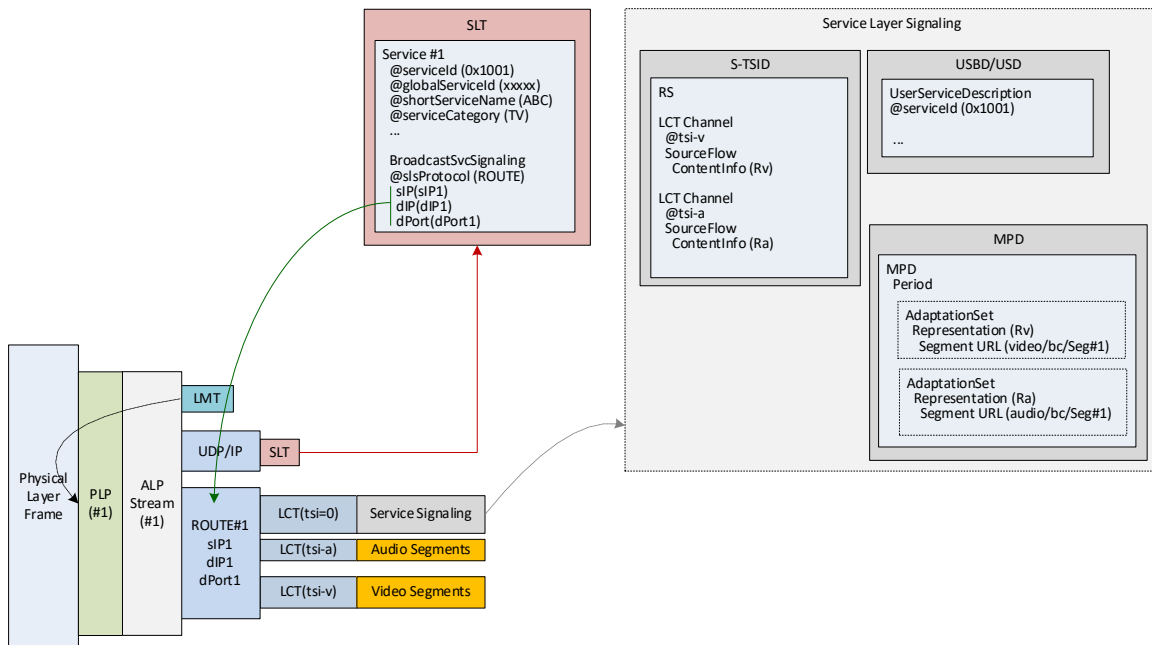 SLT
Service #1
@serviceId (0x1001)
@globalServiceId (xxxxx)
@shortServiceName (ABC)
@serviceCategory (TV)
...
BroadcastSvcSignaling
@slsProtocol (ROUTE)
sIP(sIP1)
dIP(dIP1)
dPort(dPort1)
Service Layer Signaling
S-TSID
RS
LCT Channel
@tsi-v
SourceFlow
ContentInfo (Rv)
LCT Channel
@tsi-a
SourceFlow
ContentInfo (Ra)
USBD/USD
UserServiceDescription
@serviceId (0x1001)
...
MPD
MPD
Period
AdaptationSet
Representation (Rv)
Segment URL (video/bc/Seg#1)
AdaptationSet
Representation (Ra)
Segment URL (audio/bc/Seg#1)
Physical
Layer
Frame
PLP
(#1)
ALP
Stream
(#1)
LMT
UDP/IP
SLT
ROUTE#1
sIP1
dIP1
dPort1
LCT(tsi=0)
Service Signaling
LCT(tsi-a)
Audio Segments
LCT(tsi-v)
Video Segments